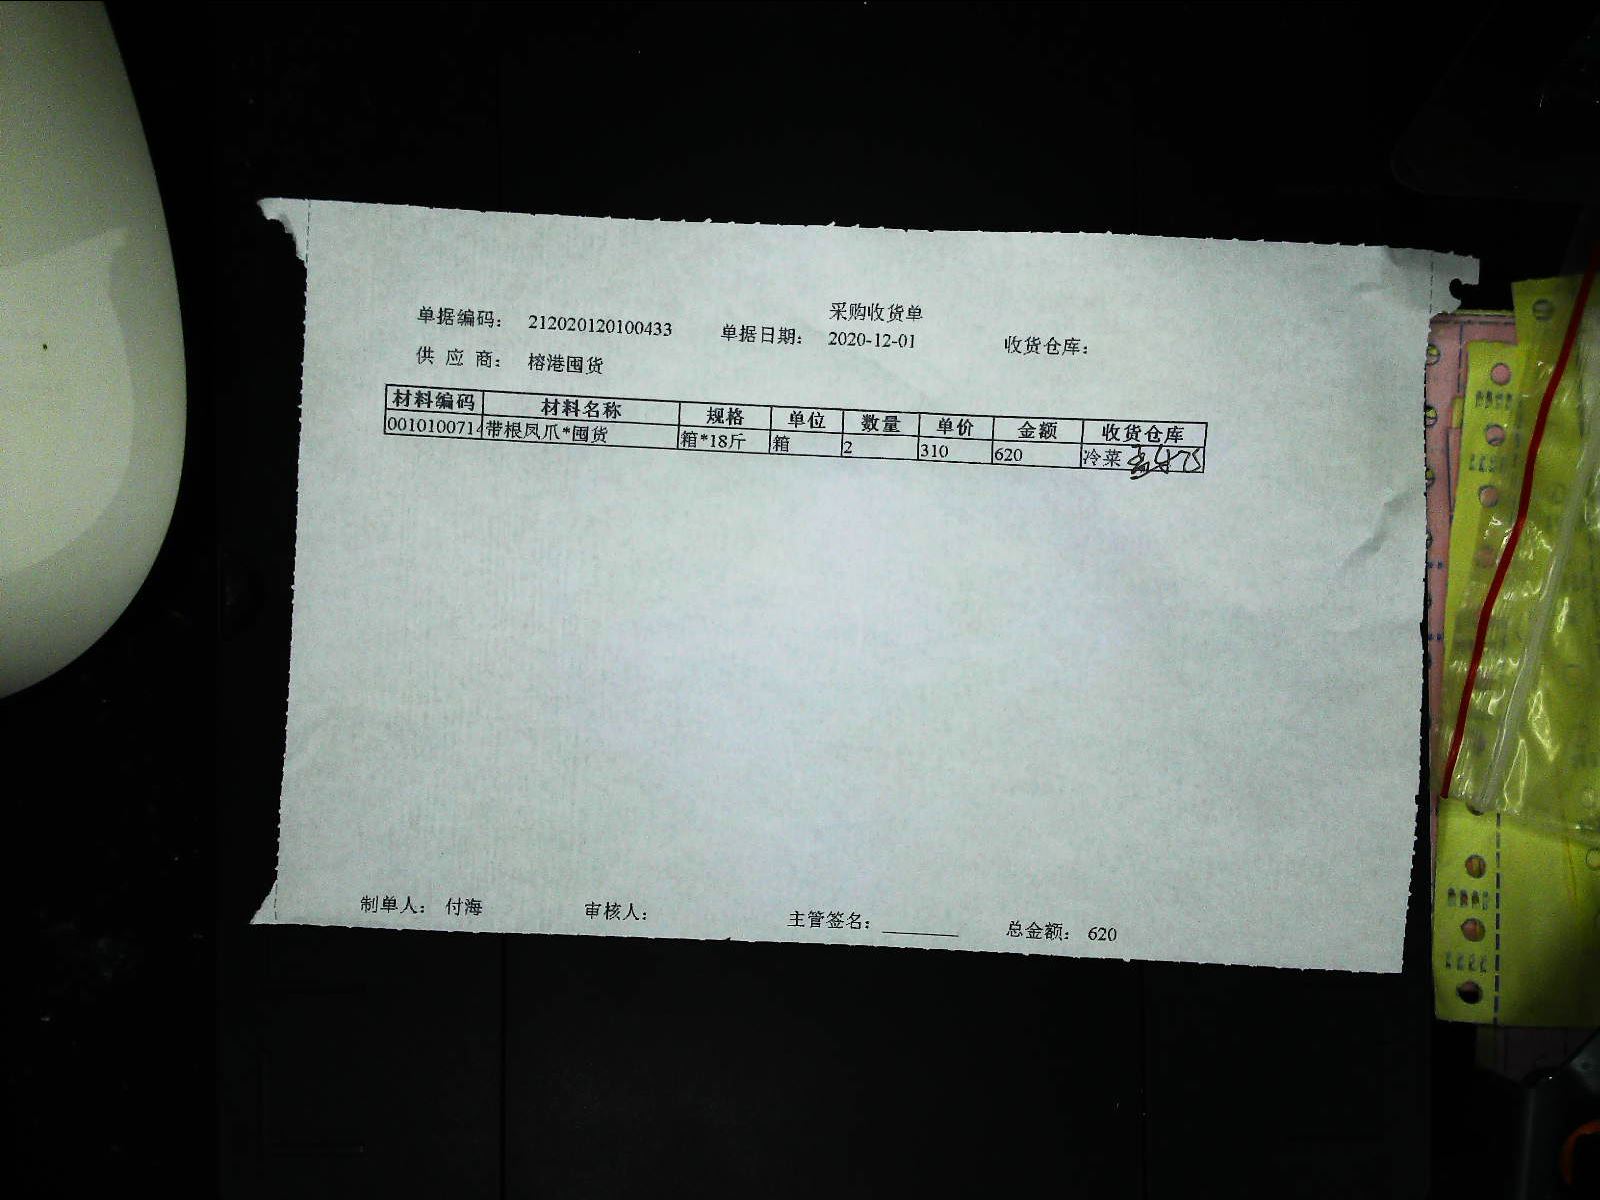 采购收货单
单据编码： 212020120100433 单据日期： 2020-12-01 收货仓库：
供 应 商： 榕港囤货
材料编码 材料名称 规格 单位 数量 单价 金额 收货仓库
0010100714 带根凤爪*囤货 箱*18斤 箱 2 310 620 冷菜
制单人： 付海 审核人： 主管签名： 总金额： 620